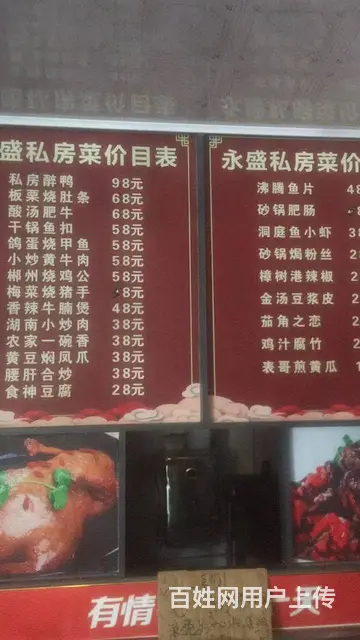 盛私房菜价目表
私房醉鸭 98元
板栗烧肚条 68元
酸汤肥牛 68元
干锅鱼扣 58元
鸽蛋烧甲鱼 58元
小炒黄牛肉 58元
郴州烧鸡公 58元
梅菜烧猪手 8元
香辣牛腩煲 48元
湖南小炒肉 38元
农家一碗香 38元
黄豆焖凤爪 38元
腰肝合炒 38元
食神豆腐 28元
永盛私房菜价
沸腾鱼片
砂锅肥肠
洞庭鱼小虾
砂锅焗粉丝
樟树港辣椒
金汤豆浆皮
茄角之恋
鸡汁腐竹
表哥煎黄瓜
有情 一天
百姓网用户上传